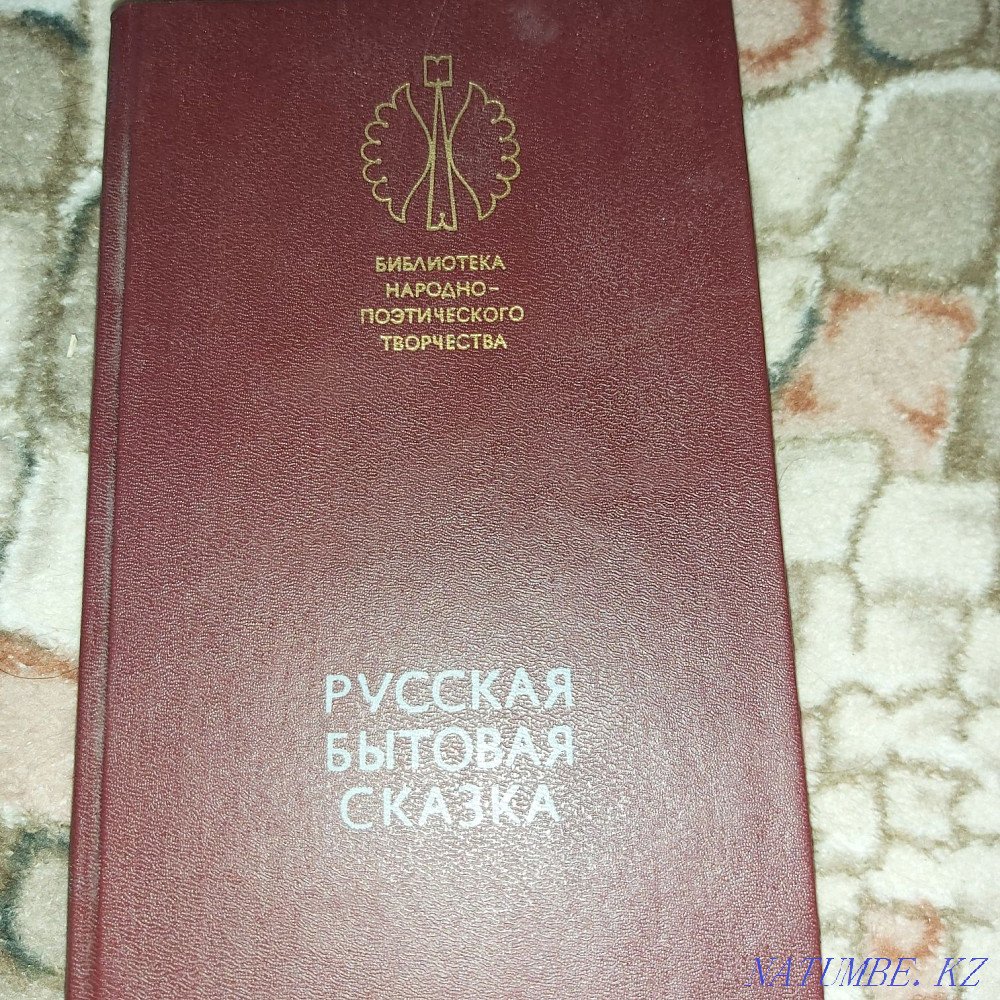 БИБЛИОТЕКА
НАРОДНО-
ПОЭТИЧЕСКОГО
ТВОРЧЕСТВА
РУССКАЯ
БЫТОВАЯ
СКАЗКА
NATUMBE. KZ